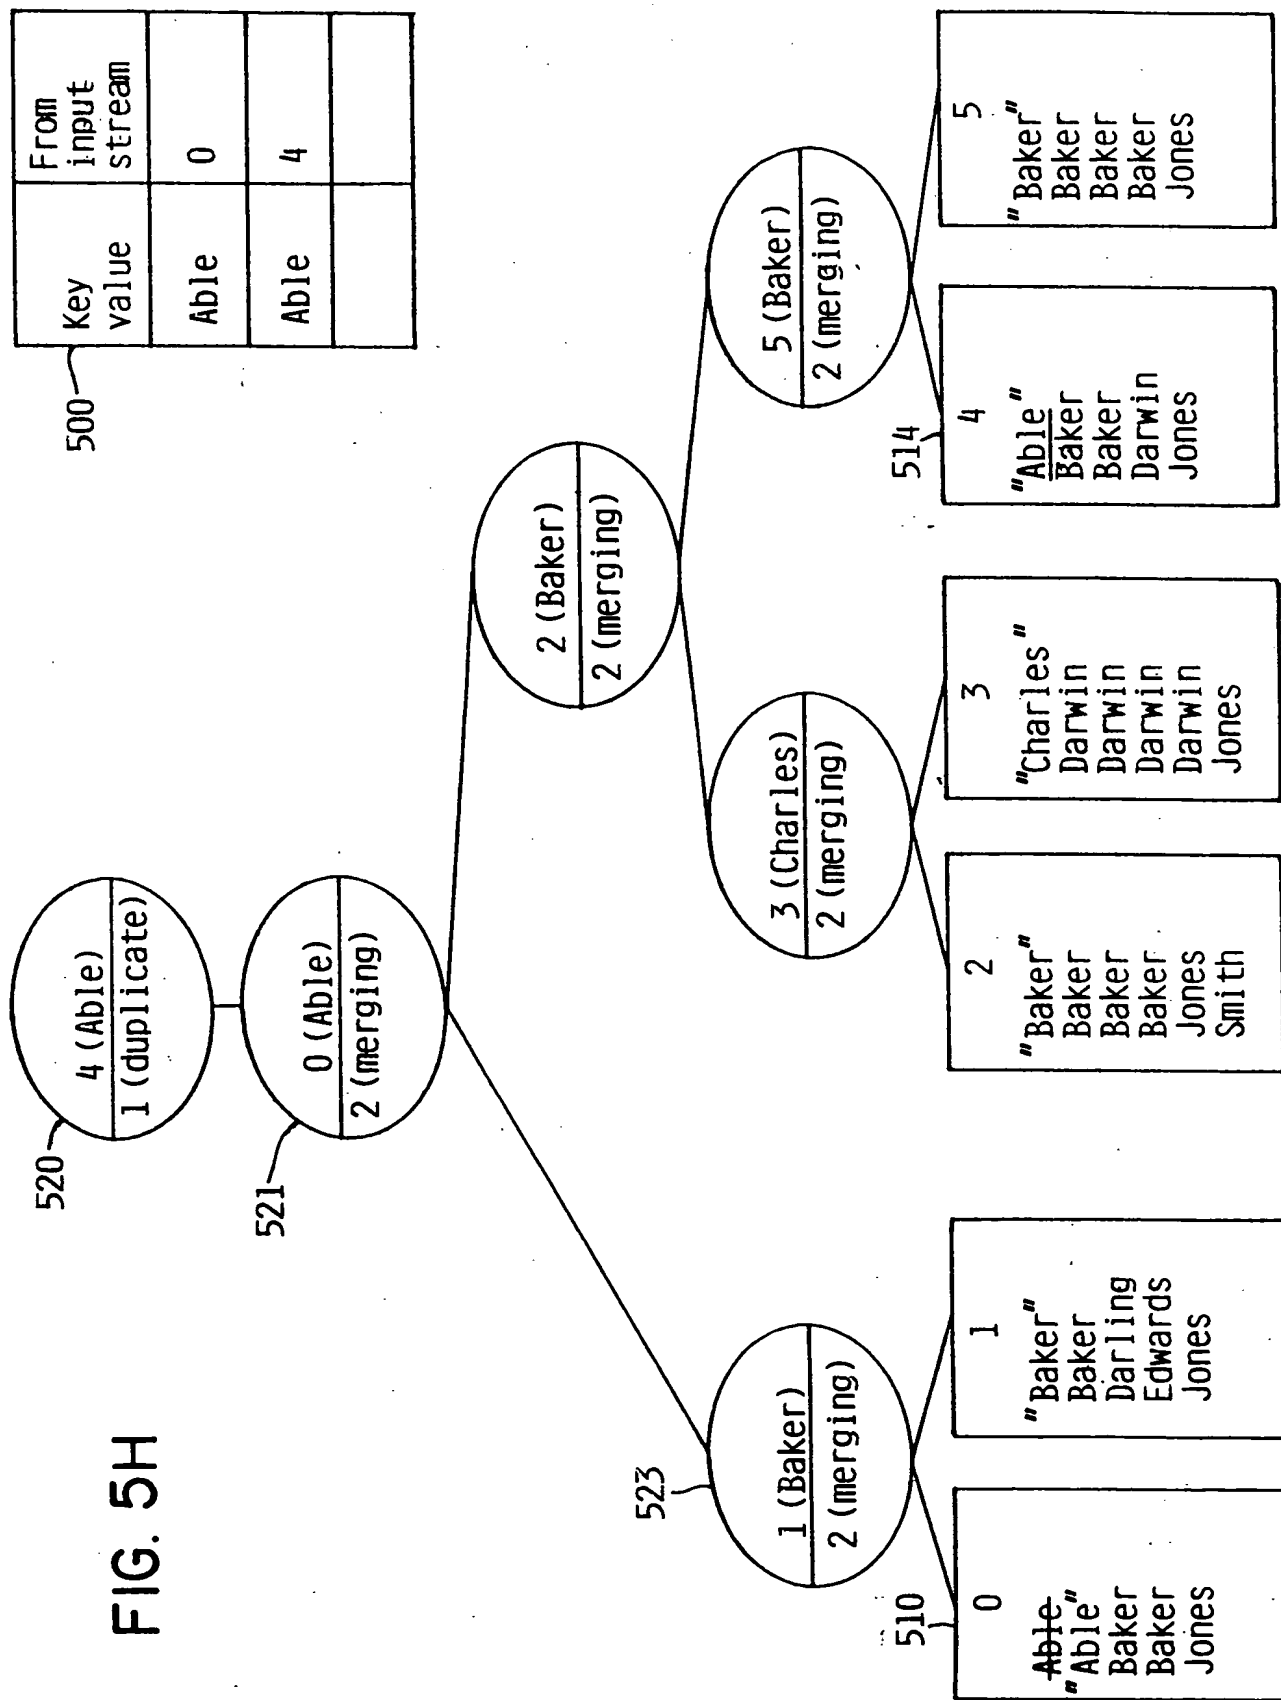 FIG. 5H
500
Key value
From input stream
Able 0
Able 4
520
4 (Able)
1 (duplicate)
521
0 (Able)
2 (merging)
2 (Baker)
2 (merging)
523
1 (Baker)
2 (merging)
3 (Charles)
2 (merging)
5 (Baker)
2 (merging)
510
0
Able
"Able"
Baker
Baker
Jones
1
"Baker"
Baker
Darling
Edwards
Jones
2
"Baker"
Baker
Baker
Baker
Jones
Smith
3
"Charles"
Darwin
Darwin
Darwin
Darwin
Jones
514
4
"Able"
Baker
Baker
Darwin
Jones
5
"Baker"
Baker
Baker
Baker
Jones